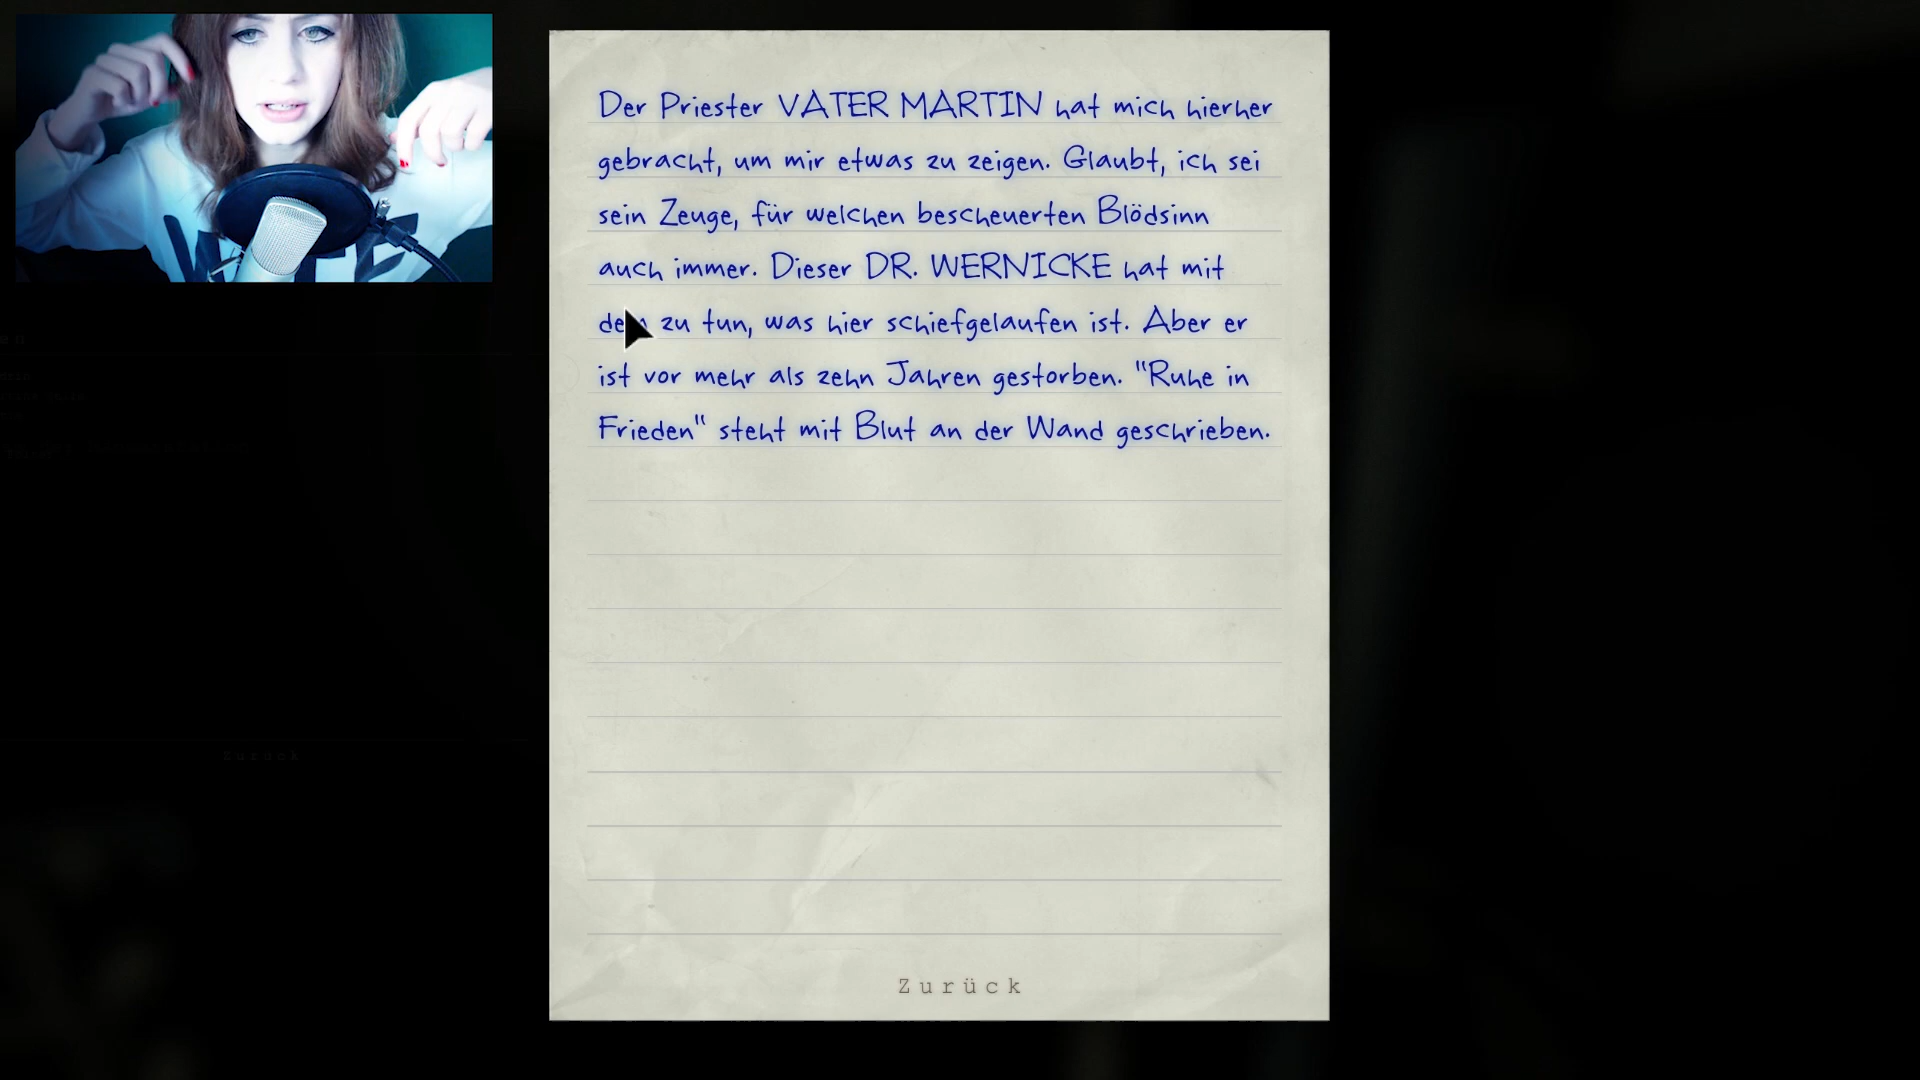 Der Priester VATER MARTIN hat mich hierher
gebracht, um mir etwas zu zeigen. Glaubt, ich sei
sein Zeuge, für welchen bescheuerten Blödsinn
auch immer. Dieser DR. WERNICKE hat mit
zu tun, was hier schiefgelaufen ist. Aber er
ist vor mehr als zehn Jahren gestorben. "Ruhe in
Frieden" steht mit Blut an der Wand geschrieben.
Zurück
Zurück